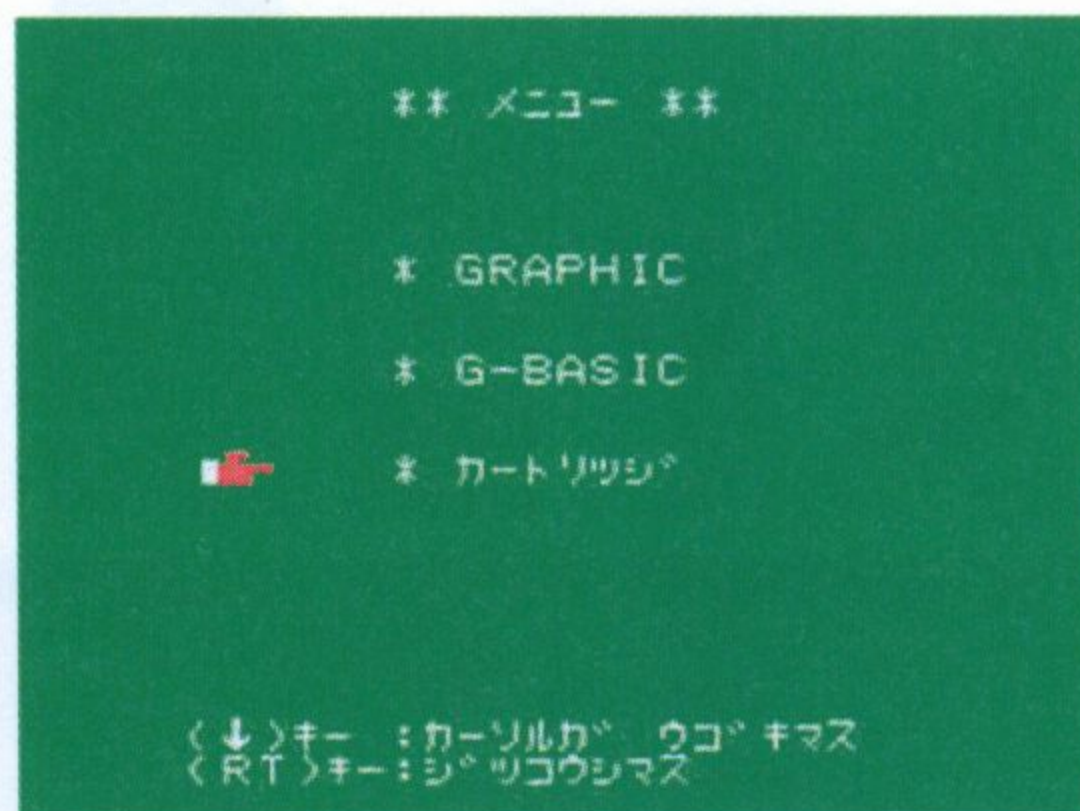 ** メニュー **
* GRAPHIC
* G-BASIC
* カートリッジ
(↓)キー :カーソルガ ウゴキマス
(RT)キー:ジッコウシマス